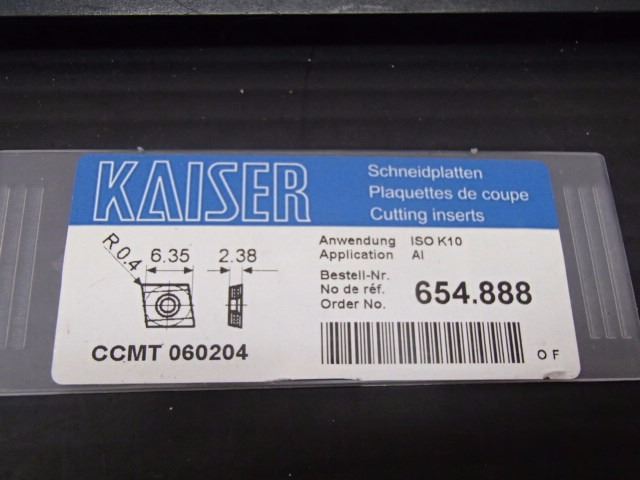 KAISER
Schneidplatten
Plaquettes de coupe
Cutting inserts
R 0.4
6.35 2.38
CCMT 060204
Anwendung ISO K10
Application Al
Bestell-Nr.
No de réf. 654.888
Order No.
O F